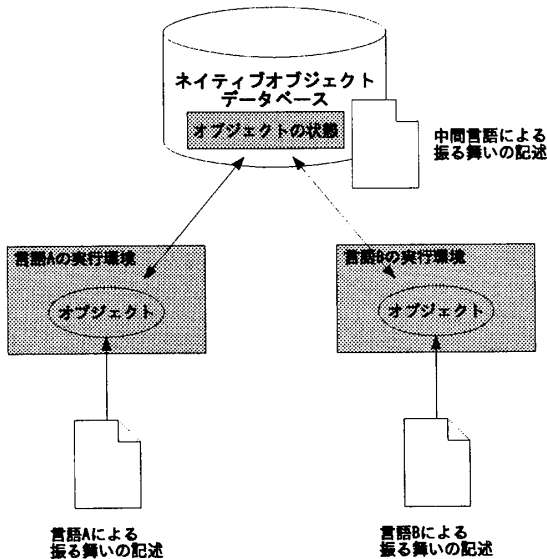 ネイティブオブジェクト
データベース
オブジェクトの状態
中間言語による
振る舞いの記述
言語Aの実行環境
オブジェクト
言語Bの実行環境
オブジェクト
言語Aによる
振る舞いの記述
言語Bによる
振る舞いの記述